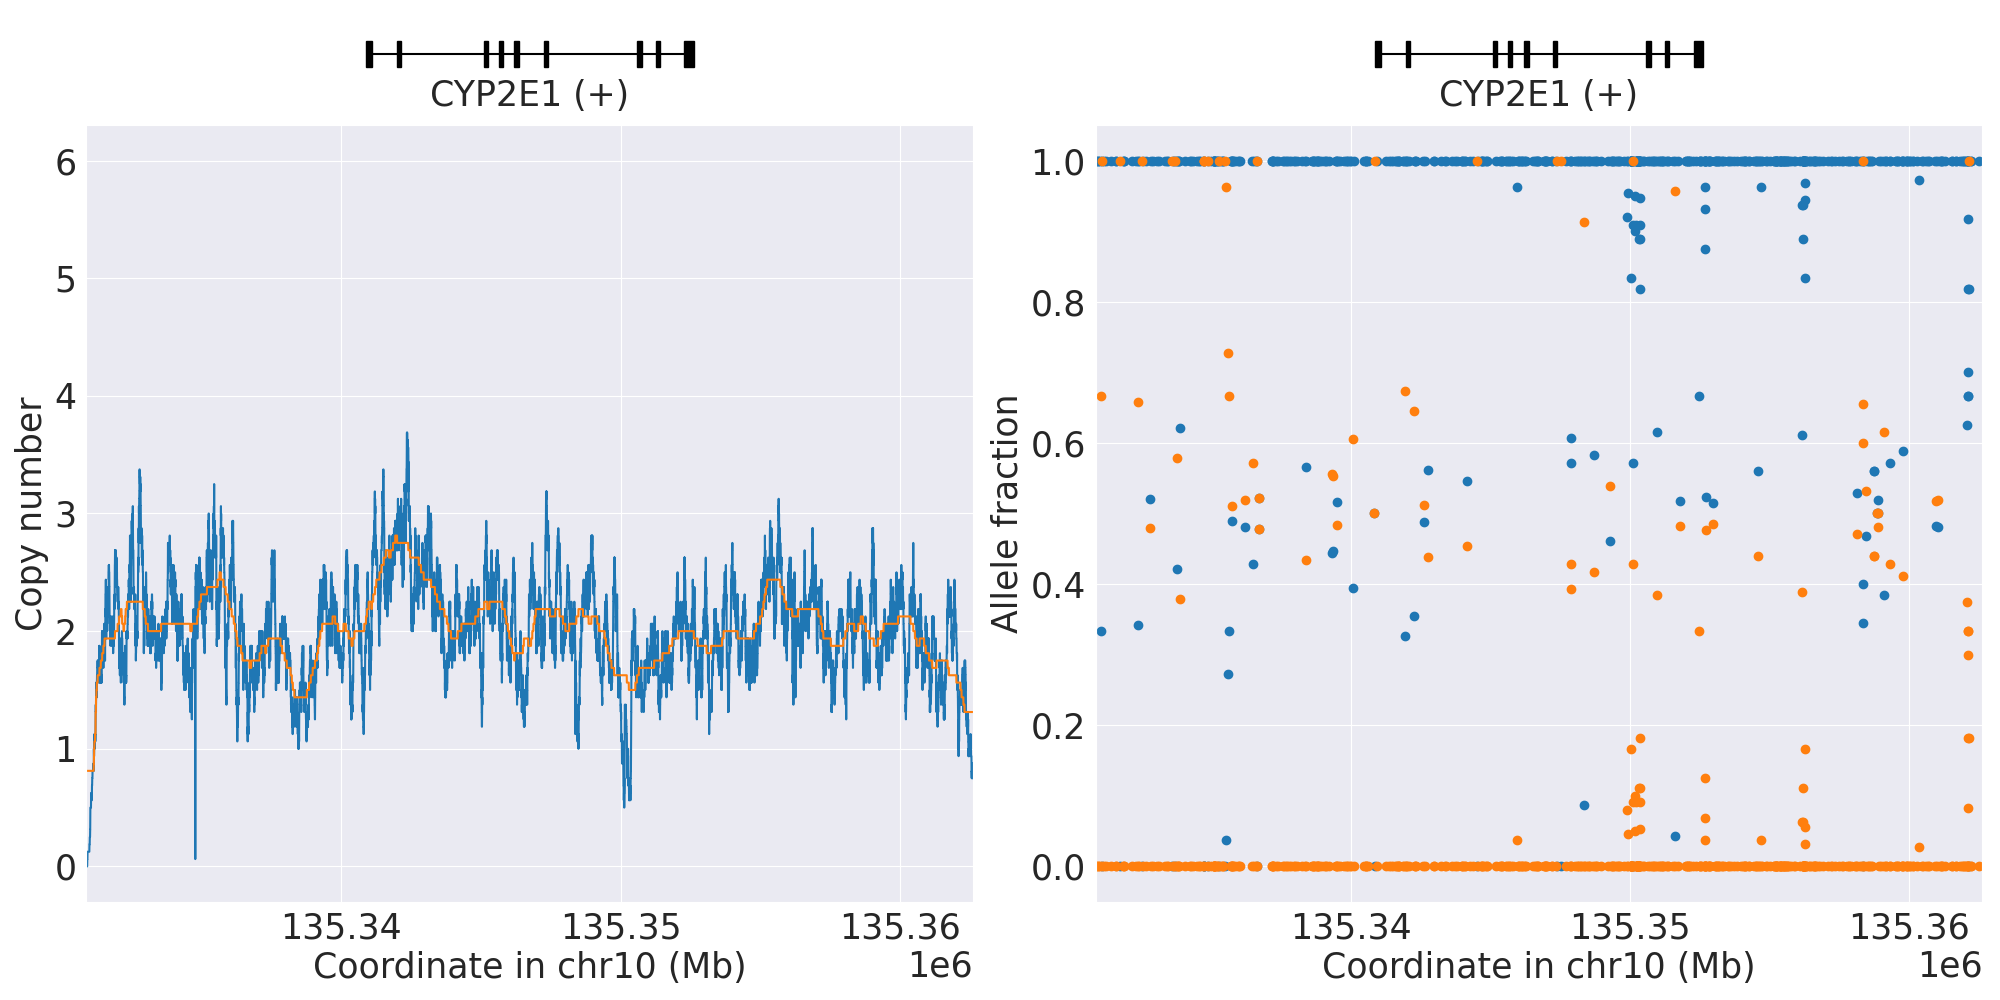 CYP2E1 (+)
6
5
4
3
2
1
0
Copy number
135.34 135.35 135.36
Coordinate in chr10 (Mb)
1e6
CYP2E1 (+)
1.0
0.8
0.6
0.4
0.2
0.0
Allele fraction
135.34 135.35 135.36
Coordinate in chr10 (Mb)
1e6